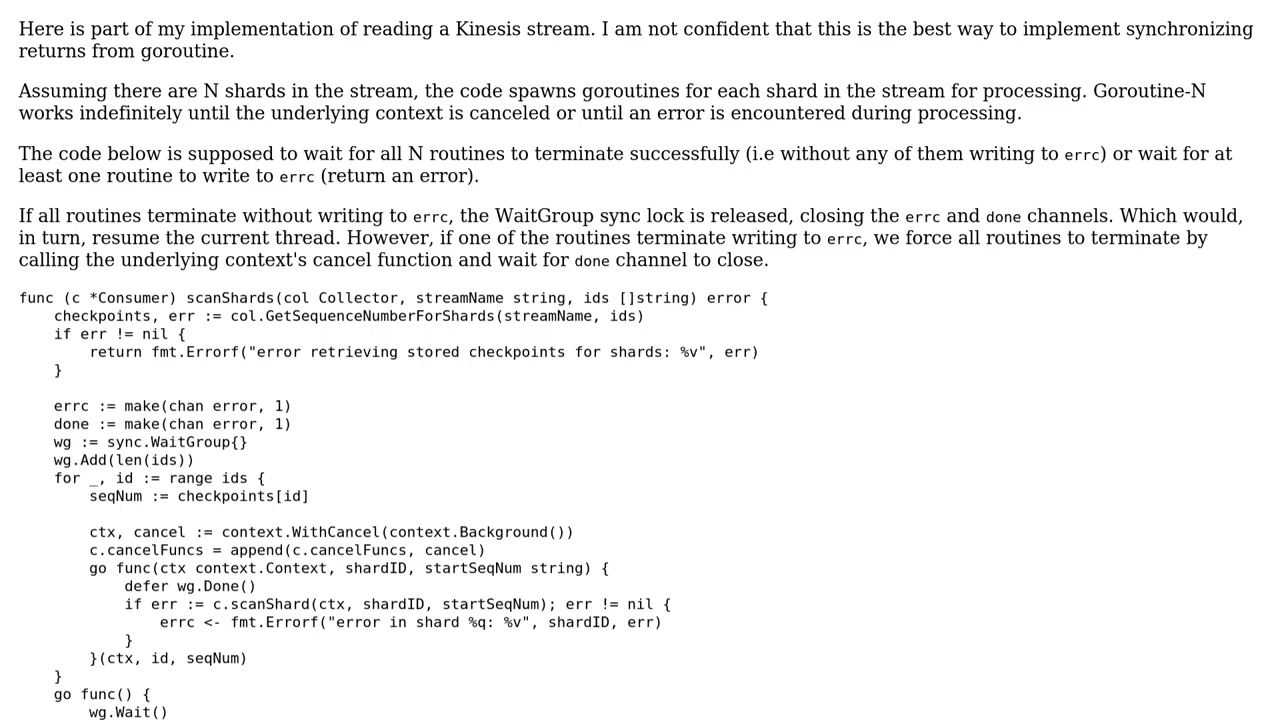 Here is part of my implementation of reading a Kinesis stream. I am not confident that this is the best way to implement synchronizing
returns from goroutine.
Assuming there are N shards in the stream, the code spawns goroutines for each shard in the stream for processing. Goroutine-N
works indefinitely until the underlying context is canceled or until an error is encountered during processing.
The code below is supposed to wait for all N routines to terminate successfully (i.e without any of them writing to errc) or wait for at
least one routine to write to errc (return an error).
If all routines terminate without writing to errc, the WaitGroup sync lock is released, closing the errc and done channels. Which would,
in turn, resume the current thread. However, if one of the routines terminate writing to errc, we force all routines to terminate by
calling the underlying context's cancel function and wait for done channel to close.
func (c *Consumer) scanShards(col Collector, streamName string, ids []string) error {
    checkpoints, err := col.GetSequenceNumberForShards(streamName, ids)
    if err != nil {
        return fmt.Errorf("error retrieving stored checkpoints for shards: %v", err)
    }
    errc := make(chan error, 1)
    done := make(chan error, 1)
    wg := sync.WaitGroup{}
    wg.Add(len(ids))
    for _, id := range ids {
        seqNum := checkpoints[id]
        ctx, cancel := context.WithCancel(context.Background())
        c.cancelFuncs = append(c.cancelFuncs, cancel)
        go func(ctx context.Context, shardID, startSeqNum string) {
            defer wg.Done()
            if err := c.scanShard(ctx, shardID, startSeqNum); err != nil {
                errc <- fmt.Errorf("error in shard %q: %v", shardID, err)
            }
        }(ctx, id, seqNum)
    }
    go func() {
        wg.Wait()